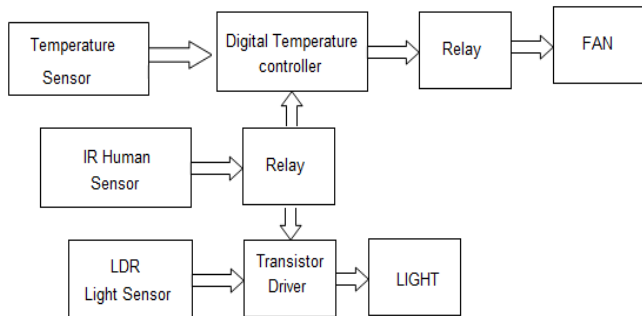 Temperature
Sensor
Digital Temperature
controller
Relay
FAN
IR Human
Sensor
Relay
LDR
Light Sensor
Transistor
Driver
LIGHT